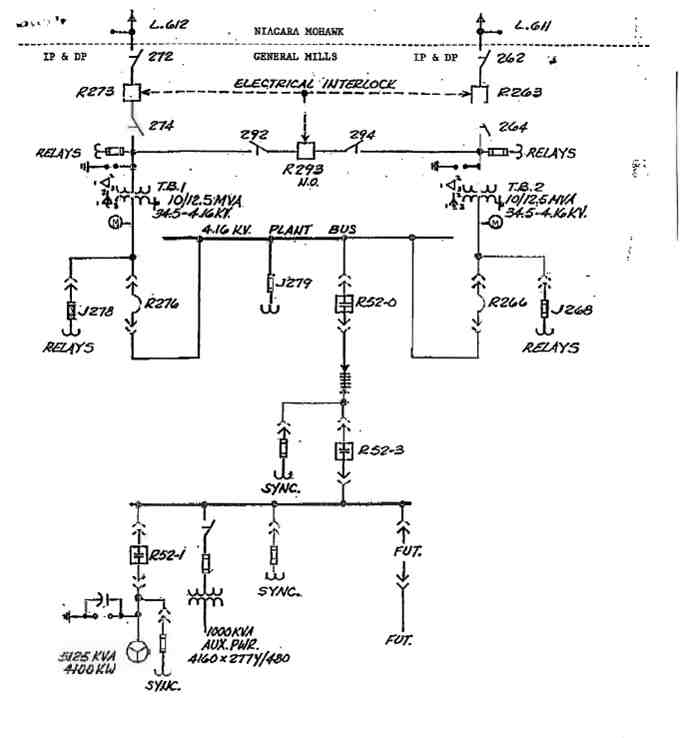 L.612
L.611
NIAGARA MOHAWK
IP & DP
272
GENERAL MILLS
IP & DP
262
R273
ELECTRICAL INTERLOCK
R263
274
292
294
264
RELAYS
R293
N.O.
RELAYS
T.B.1
10/12.5 MVA
34.5-4.16 KV.
T.B.2
10/12.5 MVA
34.5-4.16 KV.
M
M
4.16 KV. PLANT BUS
J279
J278
R276
R52-0
R266
J268
RELAYS
RELAYS
R52-3
SYNC.
R52-1
FUT.
SYNC.
1000 KVA
AUX. PWR.
4160 x 277Y/480
FUT.
5125 KVA
4100 KW
SYNC.